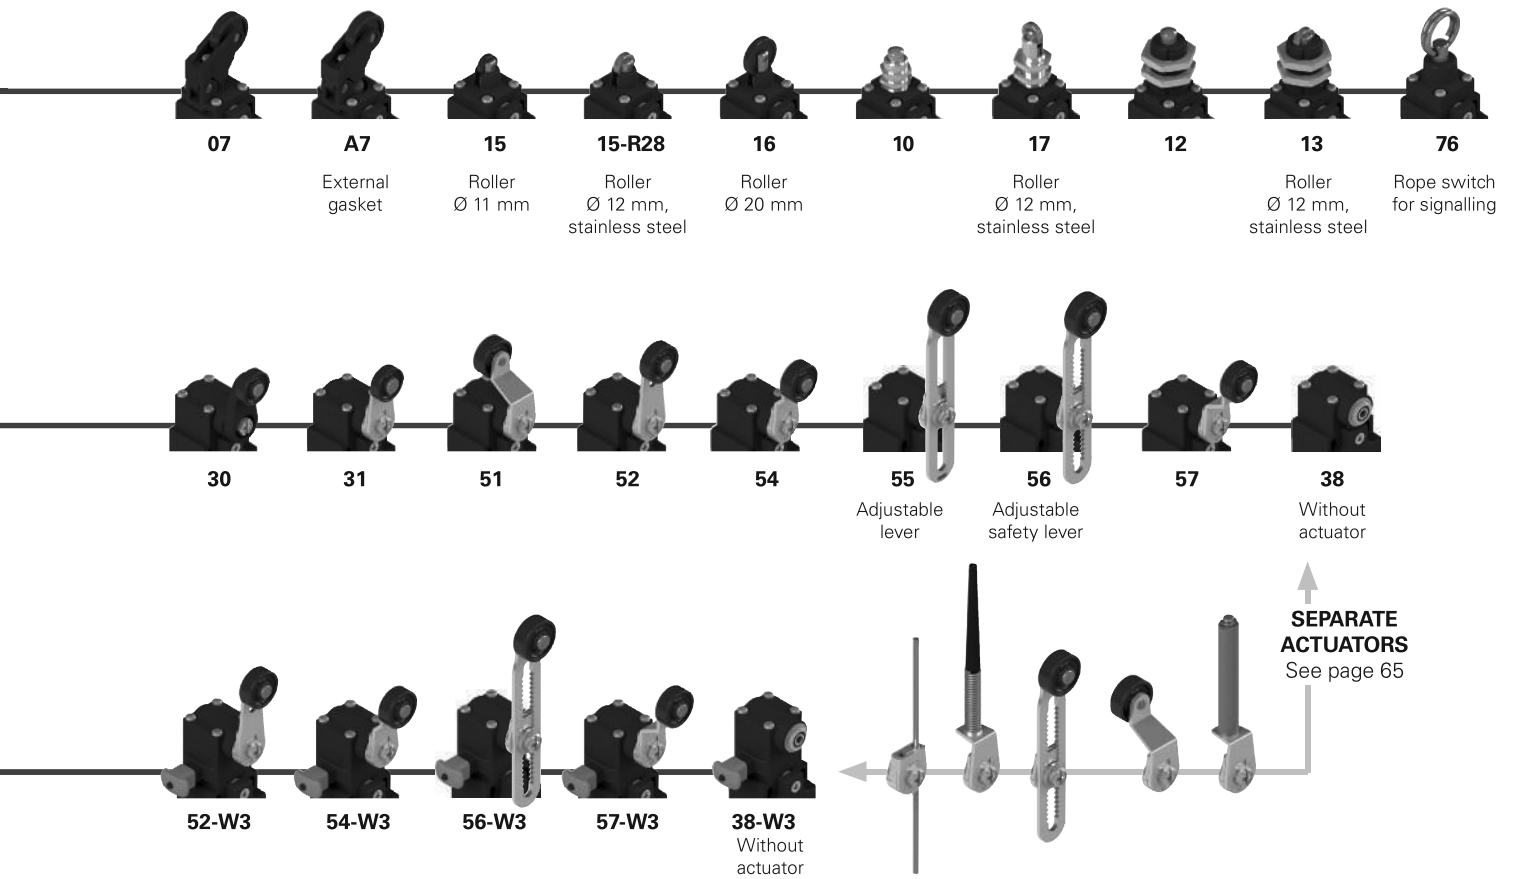 07 A7 15 15-R28 16 10 17 12 13 76
External Roller Roller Roller Roller Roller Rope switch
gasket Ø 11 mm Ø 12 mm, Ø 20 mm Ø 12 mm, Ø 12 mm, for signalling
stainless steel stainless steel stainless steel
30 31 51 52 54 55 56 57 38
Adjustable Adjustable Without
lever safety lever actuator
SEPARATE
ACTUATORS
See page 65
52-W3 54-W3 56-W3 57-W3 38-W3
Without
actuator